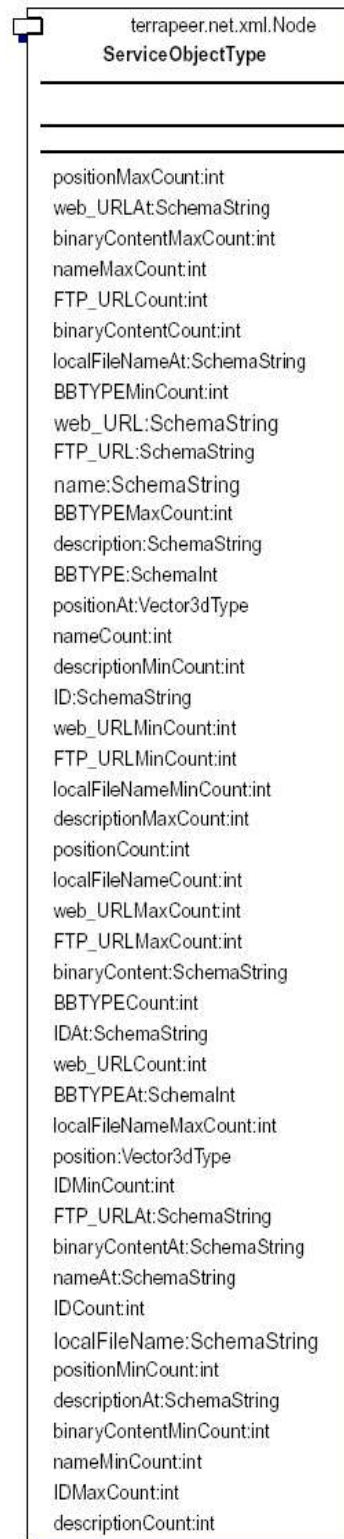 terrapeer.net.xml.Node
ServiceObjectType
positionMaxCount:int
web_URLAt:SchemaString
binaryContentMaxCount:int
nameMaxCount:int
FTP_URLCount:int
binaryContentCount:int
localFileNameAt:SchemaString
BBTYPEMinCount:int
web_URL:SchemaString
FTP_URL:SchemaString
name:SchemaString
BBTYPEMaxCount:int
description:SchemaString
BBTYPE:SchemaInt
positionAt:Vector3dType
nameCount:int
descriptionMinCount:int
ID:SchemaString
web_URLMinCount:int
FTP_URLMinCount:int
localFileNameMinCount:int
descriptionMaxCount:int
positionCount:int
localFileNameCount:int
web_URLMaxCount:int
FTP_URLMaxCount:int
binaryContent:SchemaString
BBTYPECount:int
IDAt:SchemaString
web_URLCount:int
BBTYPEAt:SchemaInt
localFileNameMaxCount:int
position:Vector3dType
IDMinCount:int
FTP_URLAt:SchemaString
binaryContentAt:SchemaString
nameAt:SchemaString
IDCount:int
localFileName:SchemaString
positionMinCount:int
descriptionAt:SchemaString
binaryContentMinCount:int
nameMinCount:int
IDMaxCount:int
descriptionCount:int